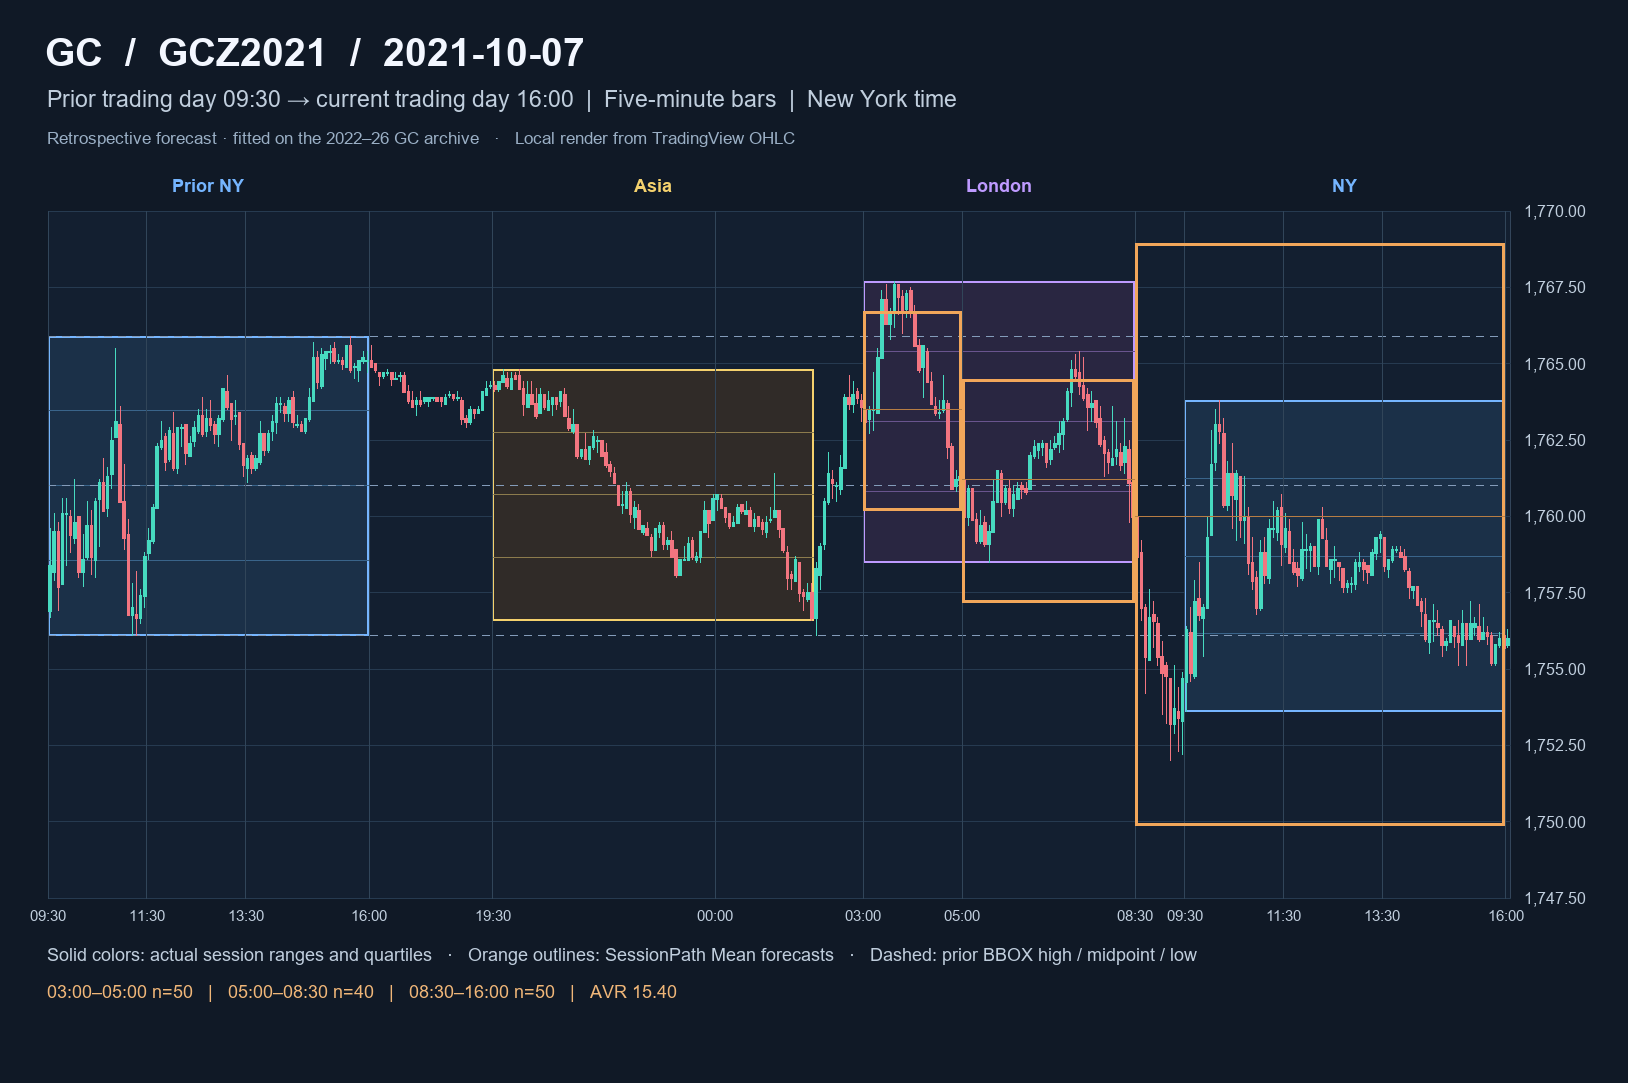 GC / GCZ2021 / 2021-10-07
Prior trading day 09:30 → current trading day 16:00 | Five-minute bars | New York time
Retrospective forecast · fitted on the 2022–26 GC archive · Local render from TradingView OHLC
Prior NY Asia London NY
1,770.00
1,767.50
1,765.00
1,762.50
1,760.00
1,757.50
1,755.00
1,752.50
1,750.00
1,747.50
09:30 11:30 13:30 16:00 19:30 00:00 03:00 05:00 08:30 09:30 11:30 13:30 16:00
Solid colors: actual session ranges and quartiles · Orange outlines: SessionPath Mean forecasts · Dashed: prior BBOX high / midpoint / low
03:00–05:00 n=50 | 05:00–08:30 n=40 | 08:30–16:00 n=50 | AVR 15.40